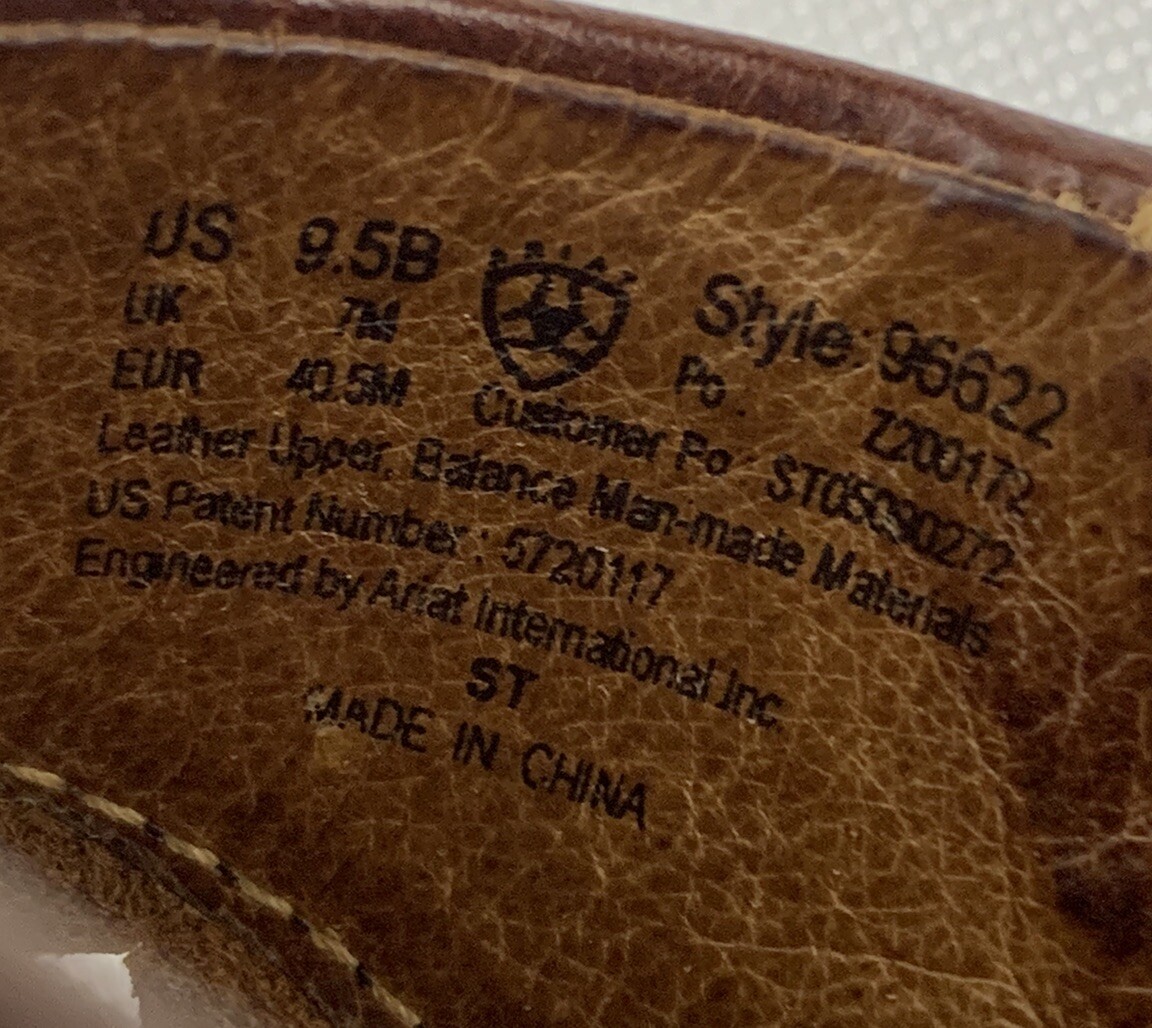 US 9.5B ARIAT Style: 96622
UK 7M Po. Z200172
EUR 40.5M Customer Po ST05090272
Leather Upper, Balance Man-made Materials
US Patent Number : 5720117
Engineered by Ariat International.Inc.
ST
MADE IN CHINA